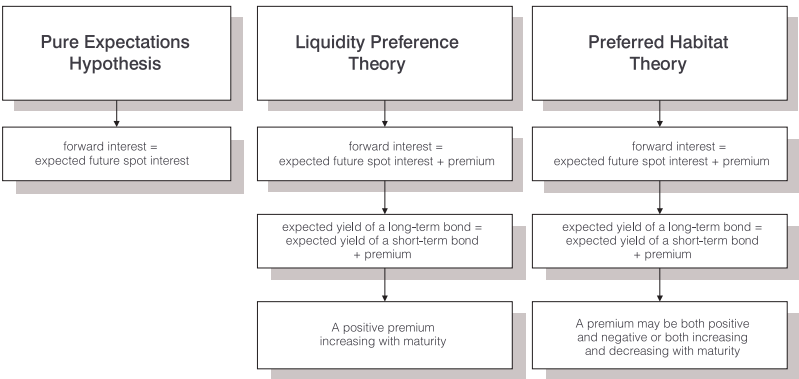 Pure Expectations
Hypothesis
forward interest =
expected future spot interest
Liquidity Preference
Theory
forward interest =
expected future spot interest + premium
expected yield of a long-term bond =
expected yield of a short-term bond
+ premium
A positive premium
increasing with maturity
Preferred Habitat
Theory
forward interest =
expected future spot interest + premium
expected yield of a long-term bond =
expected yield of a short-term bond
+ premium
A premium may be both positive
and negative or both increasing
and decreasing with maturity